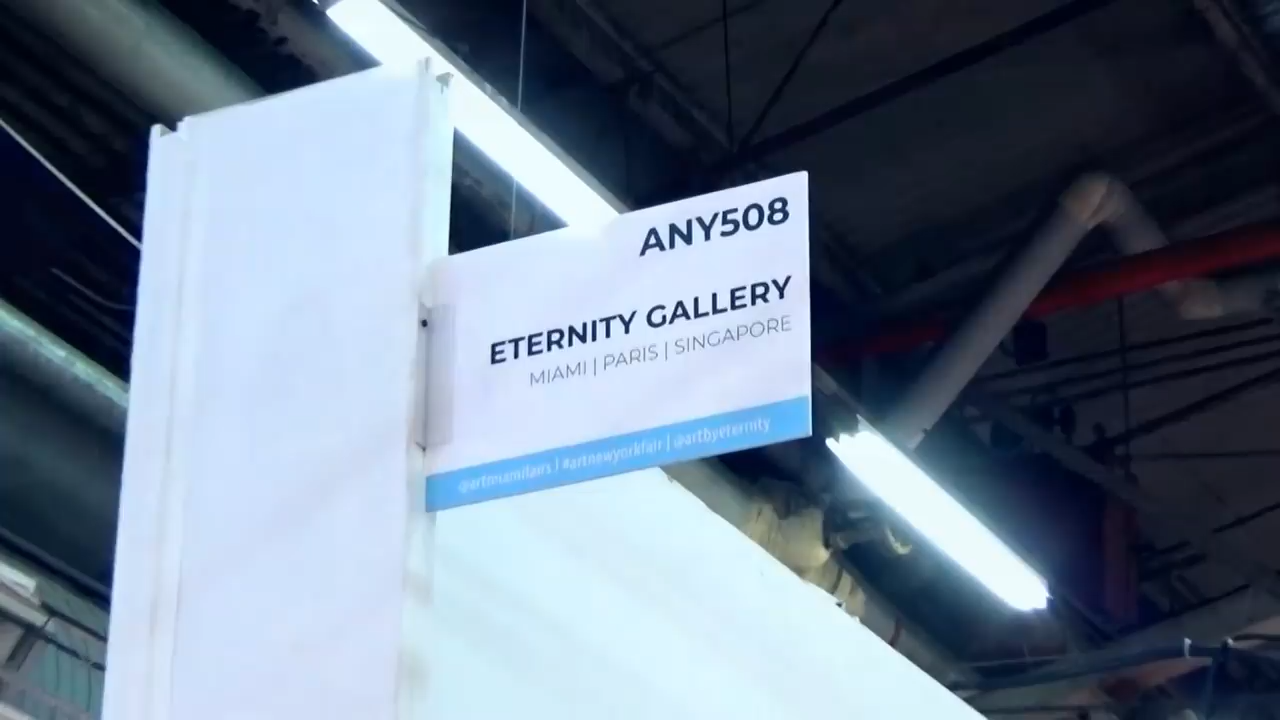 ANY508
ETERNITY GALLERY
MIAMI | PARIS | SINGAPORE
@artmiamifairs | #artnewyorkfair | @artbyeternity